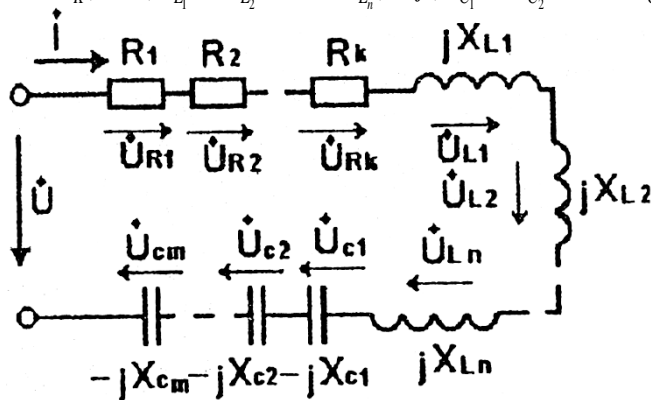 İ R1 R2 Rk jXL1
U̇R1 U̇R2 U̇Rk U̇L1
U̇ U̇L2 jXL2
U̇cm U̇c2 U̇c1 U̇Ln
-jXcm -jXc2 -jXc1 jXLn